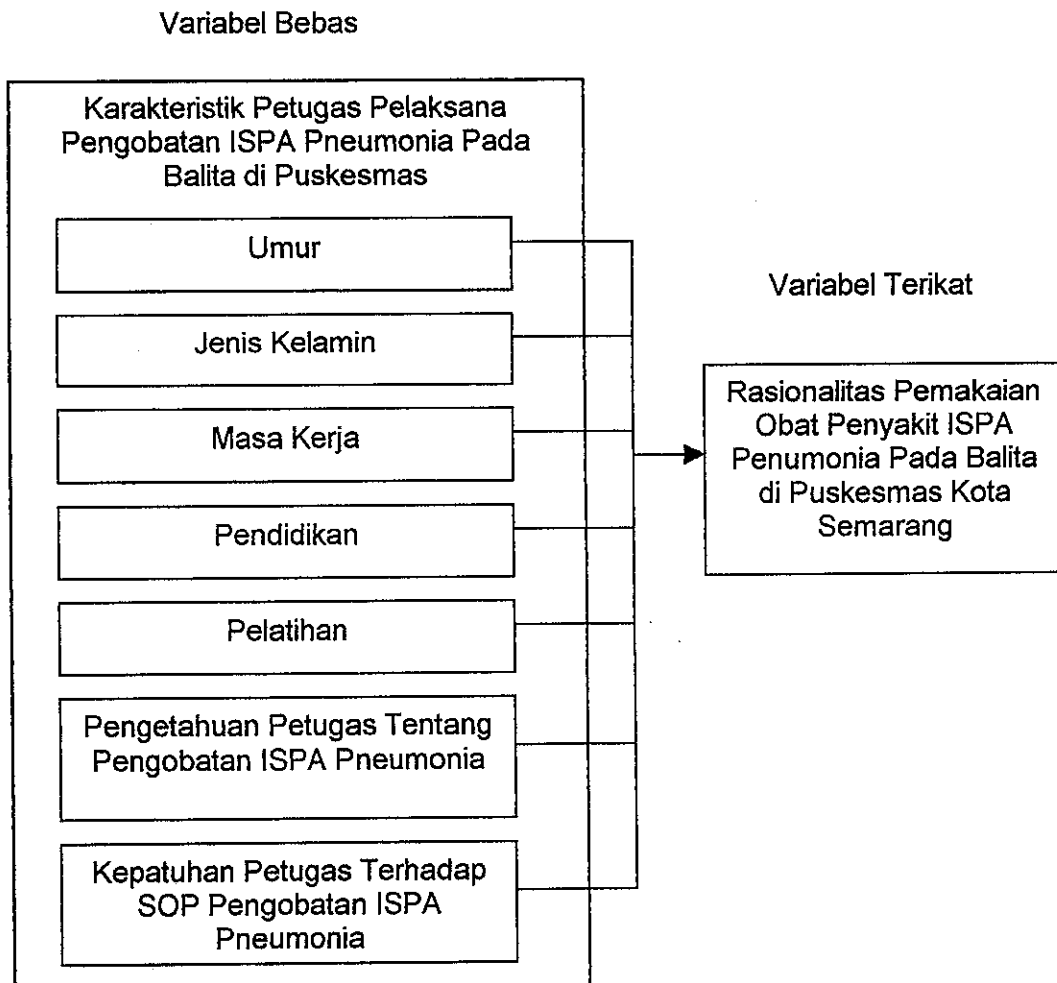 Variabel Bebas
Karakteristik Petugas Pelaksana
Pengobatan ISPA Pneumonia Pada
Balita di Puskesmas
Umur
Jenis Kelamin
Masa Kerja
Pendidikan
Pelatihan
Pengetahuan Petugas Tentang
Pengobatan ISPA Pneumonia
Kepatuhan Petugas Terhadap
SOP Pengobatan ISPA
Pneumonia
Variabel Terikat
Rasionalitas Pemakaian
Obat Penyakit ISPA
Penumonia Pada Balita
di Puskesmas Kota
Semarang